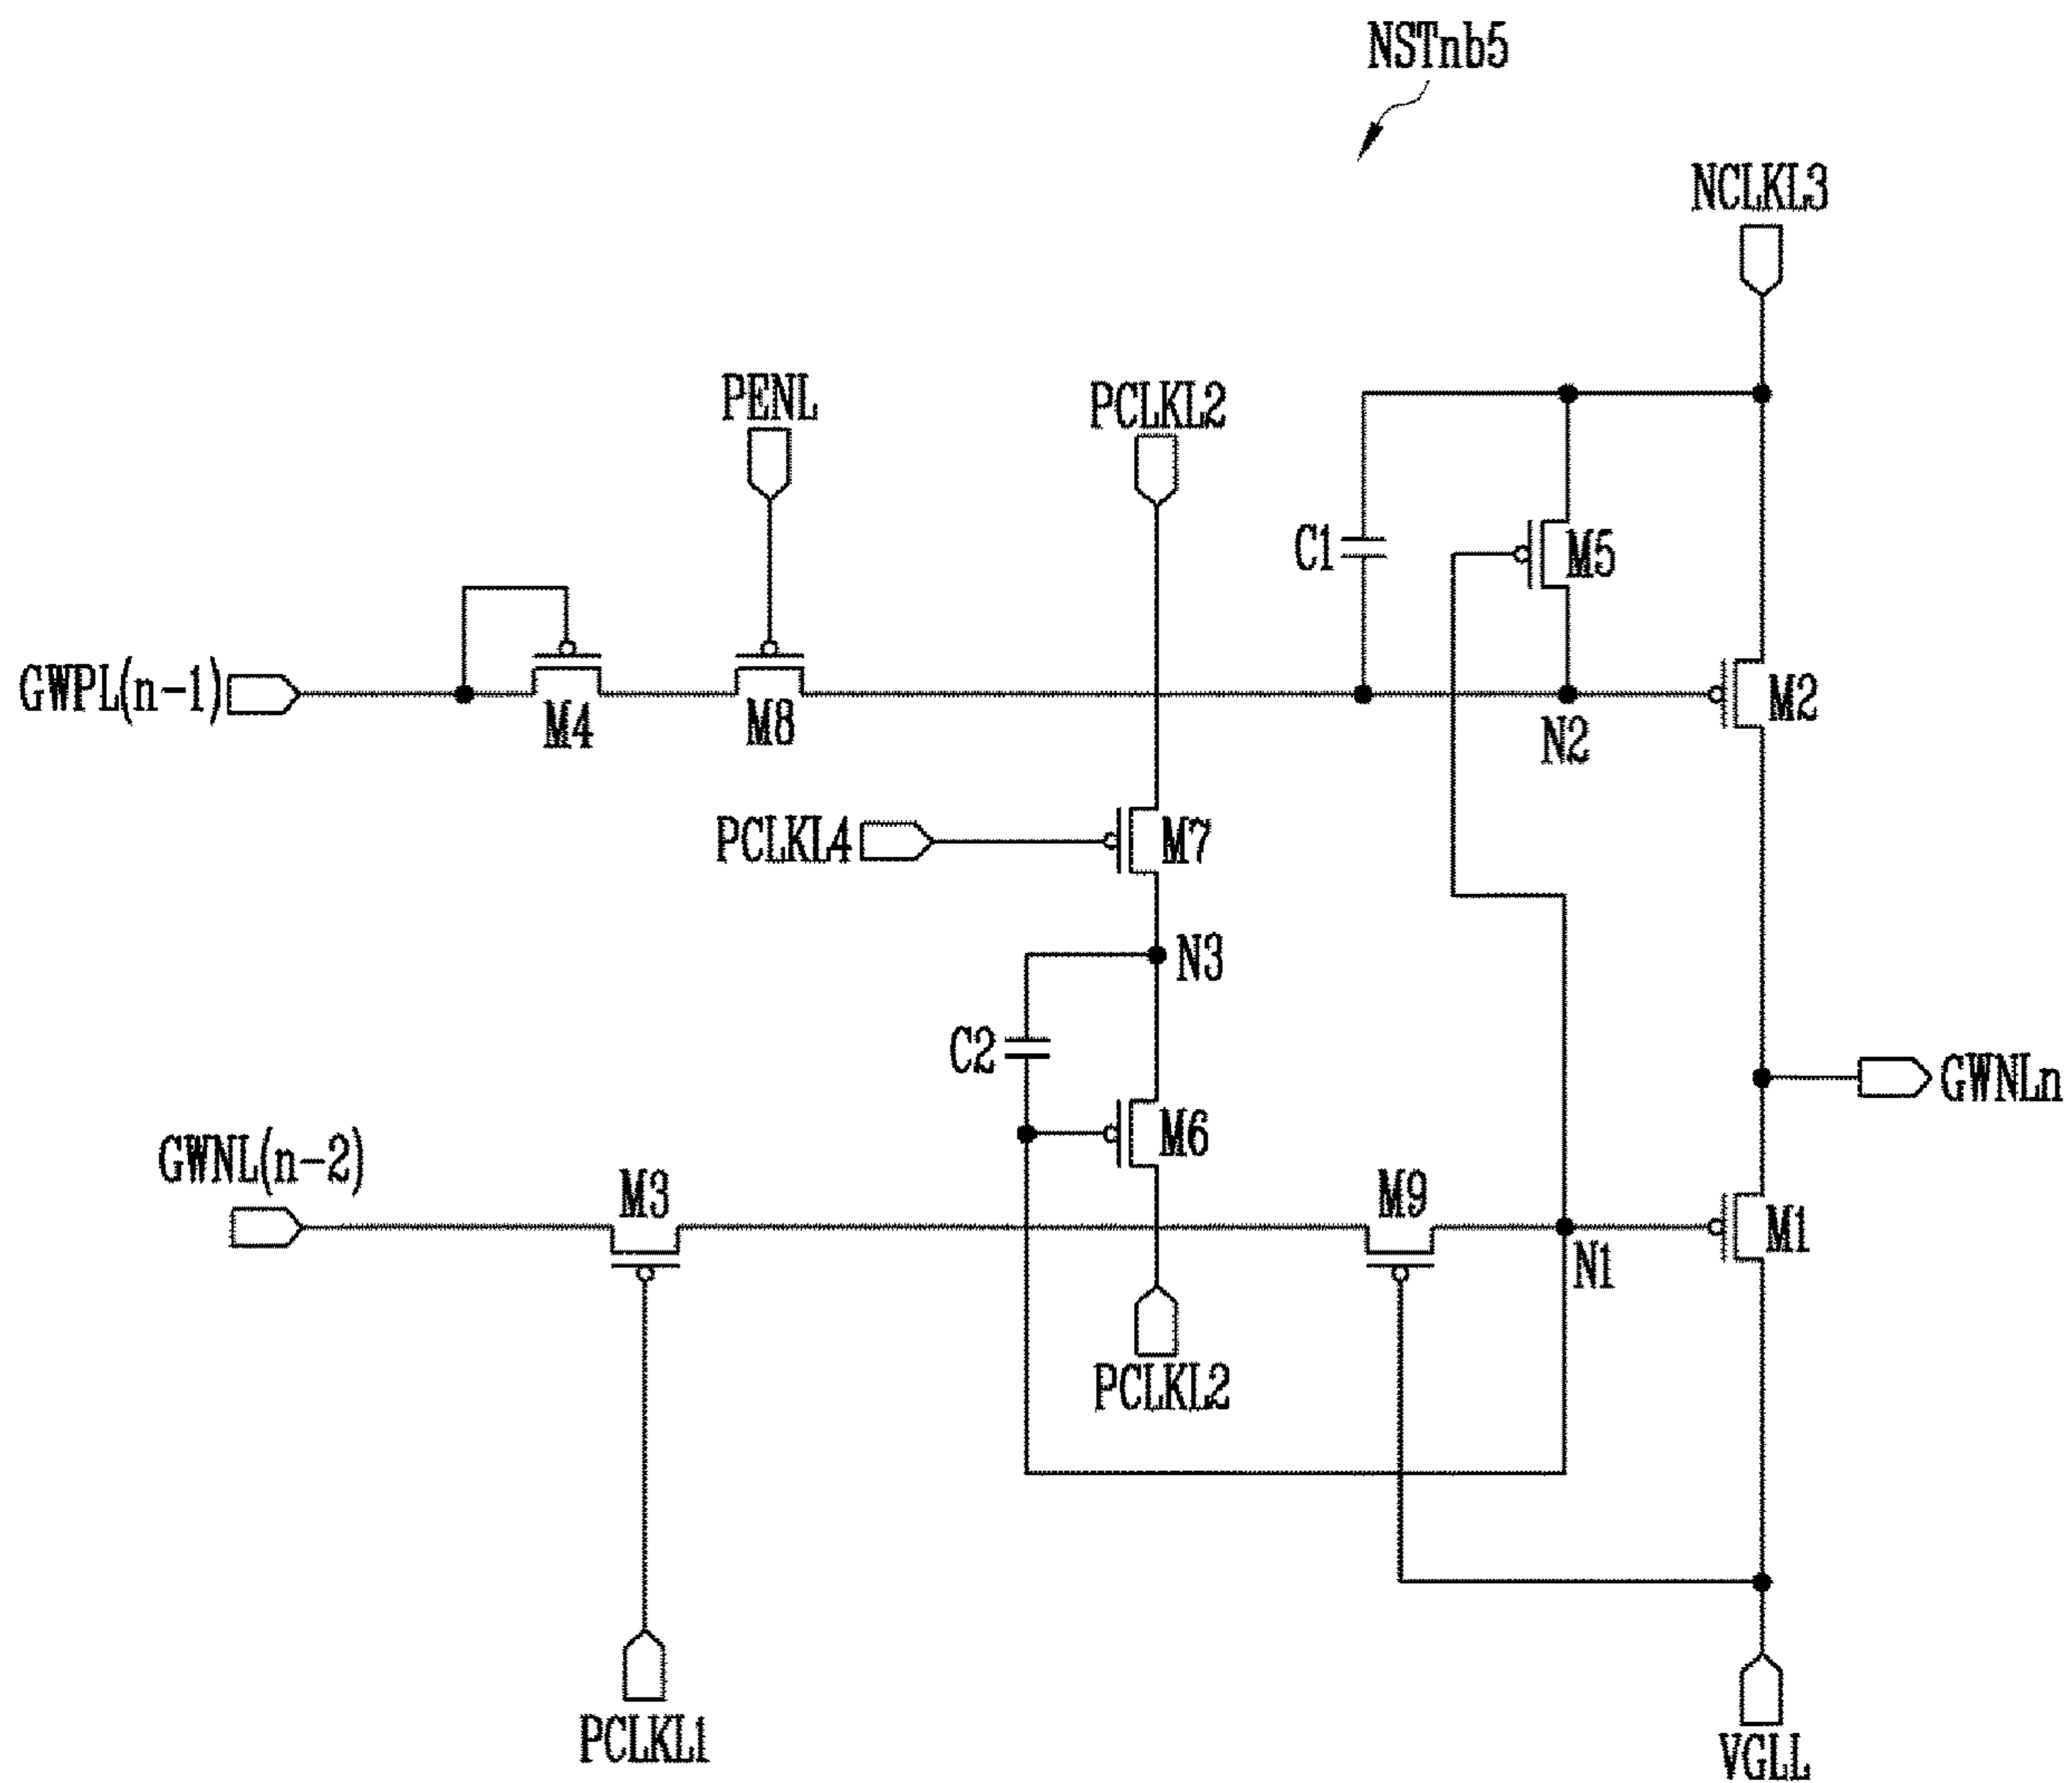 NSTnb5
NCLKL3
PENL
PCLKL2
C1
M5
GWPL(n-1)
M4
M8
N2
M2
PCLKL4
M7
N3
C2
M6
GWNLn
GWNL(n-2)
M3
M9
N1
M1
PCLKL2
PCLKL1
VGLL